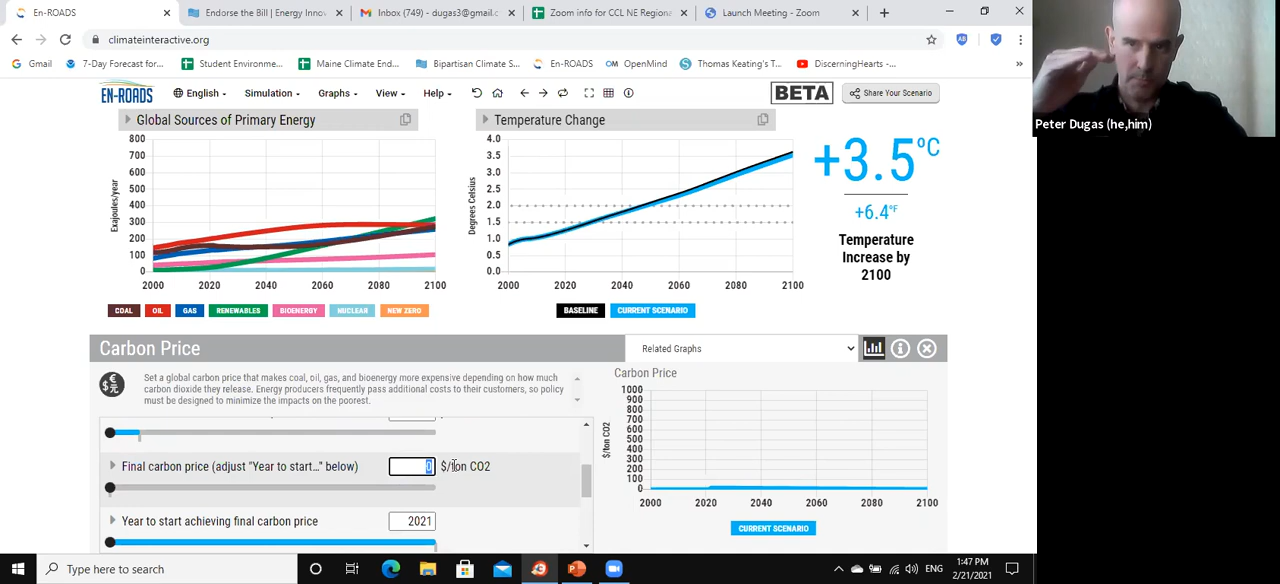 En-ROADS
Endorse the Bill | Energy Innov
Inbox (749) - dugas3@gmail.c
Zoom info for CCL NE Regiona
Launch Meeting - Zoom
climateinteractive.org
Gmail
7-Day Forecast for...
Student Environme...
Maine Climate End...
Bipartisan Climate S...
En-ROADS
OpenMind
Thomas Keating's T...
DiscerningHearts -...
EN-ROADS
English
Simulation
Graphs
View
Help
BETA
Share Your Scenario
Global Sources of Primary Energy
800
700
600
500
400
300
200
100
0
Exajoules/year
2000 2020 2040 2060 2080 2100
COAL OIL GAS RENEWABLES BIOENERGY NUCLEAR NEW ZERO
Temperature Change
4.0
3.5
3.0
2.5
2.0
1.5
1.0
0.5
0.0
Degrees Celsius
2000 2020 2040 2060 2080 2100
BASELINE CURRENT SCENARIO
+3.5°C
+6.4°F
Temperature
Increase by
2100
Peter Dugas (he,him)
Carbon Price
Related Graphs
Set a global carbon price that makes coal, oil, gas, and bioenergy more expensive depending on how much
carbon dioxide they release. Energy producers frequently pass additional costs to their customers, so policy
must be designed to minimize the impacts on the poorest.
Final carbon price (adjust "Year to start..." below)
0
$/ton CO2
Year to start achieving final carbon price
2021
Carbon Price
1000
900
800
700
600
500
400
300
200
100
0
$/ton CO2
2000 2020 2040 2060 2080 2100
CURRENT SCENARIO
Type here to search
ENG
1:47 PM
2/21/2021